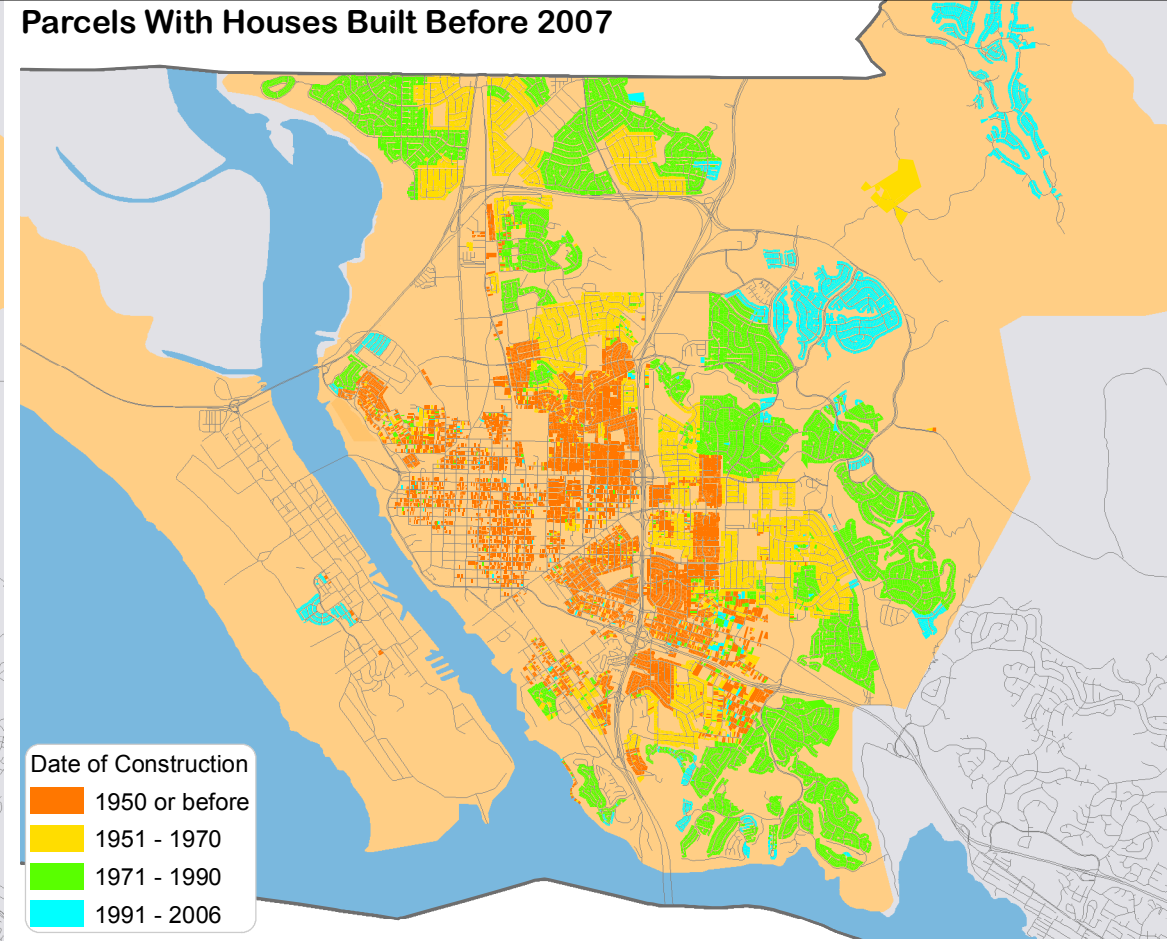 Parcels With Houses Built Before 2007
Date of Construction
1950 or before
1951 - 1970
1971 - 1990
1991 - 2006